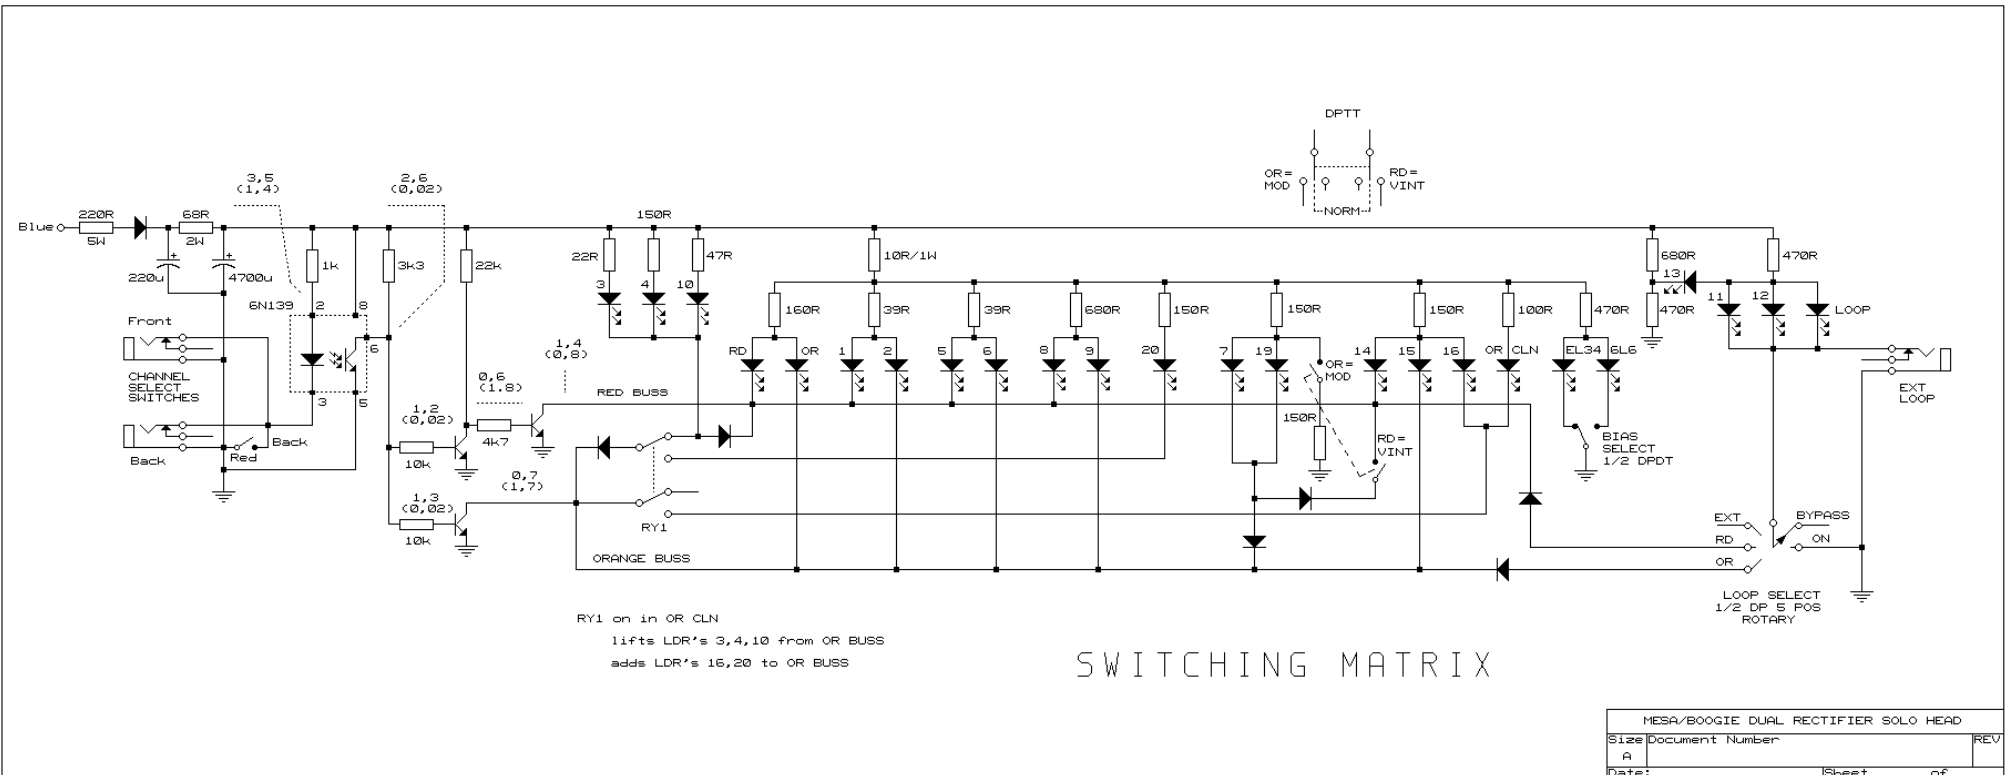 DPTT
OR=
MOD
RD=
VINT
NORM
3,5
(1,4)
2,6
(0,02)
Blue
220R
5W
68R
2W
150R
220u
+
4700u
+
1k
3k3
22k
22R
47R
10R/1W
680R
470R
3
4
10
13
11
12
LOOP
6N139
2
8
6
3
5
Front
CHANNEL
SELECT
SWITCHES
Back
Red
Back
160R
39R
39R
680R
150R
150R
150R
100R
470R
470R
RD
OR
1
2
5
6
8
9
20
7
19
14
15
16
OR CLN
EL34
6L6
OR=
MOD
1,4
(0,8)
0,6
(1.8)
RED BUSS
1,2
(0,02)
4K7
10k
150R
RD=
VINT
BIAS
SELECT
1/2 DPDT
EXT
LOOP
0,7
(1,7)
1,3
(0,02)
10k
RY1
ORANGE BUSS
EXT
RD
OR
BYPASS
ON
LOOP SELECT
1/2 DP 5 POS
ROTARY
RY1 on in OR CLN
lifts LDR's 3,4,10 from OR BUSS
adds LDR's 16,20 to OR BUSS
SWITCHING MATRIX
MESA/BOOGIE DUAL RECTIFIER SOLO HEAD
Size
Document Number
REV
A
Date:
Sheet of